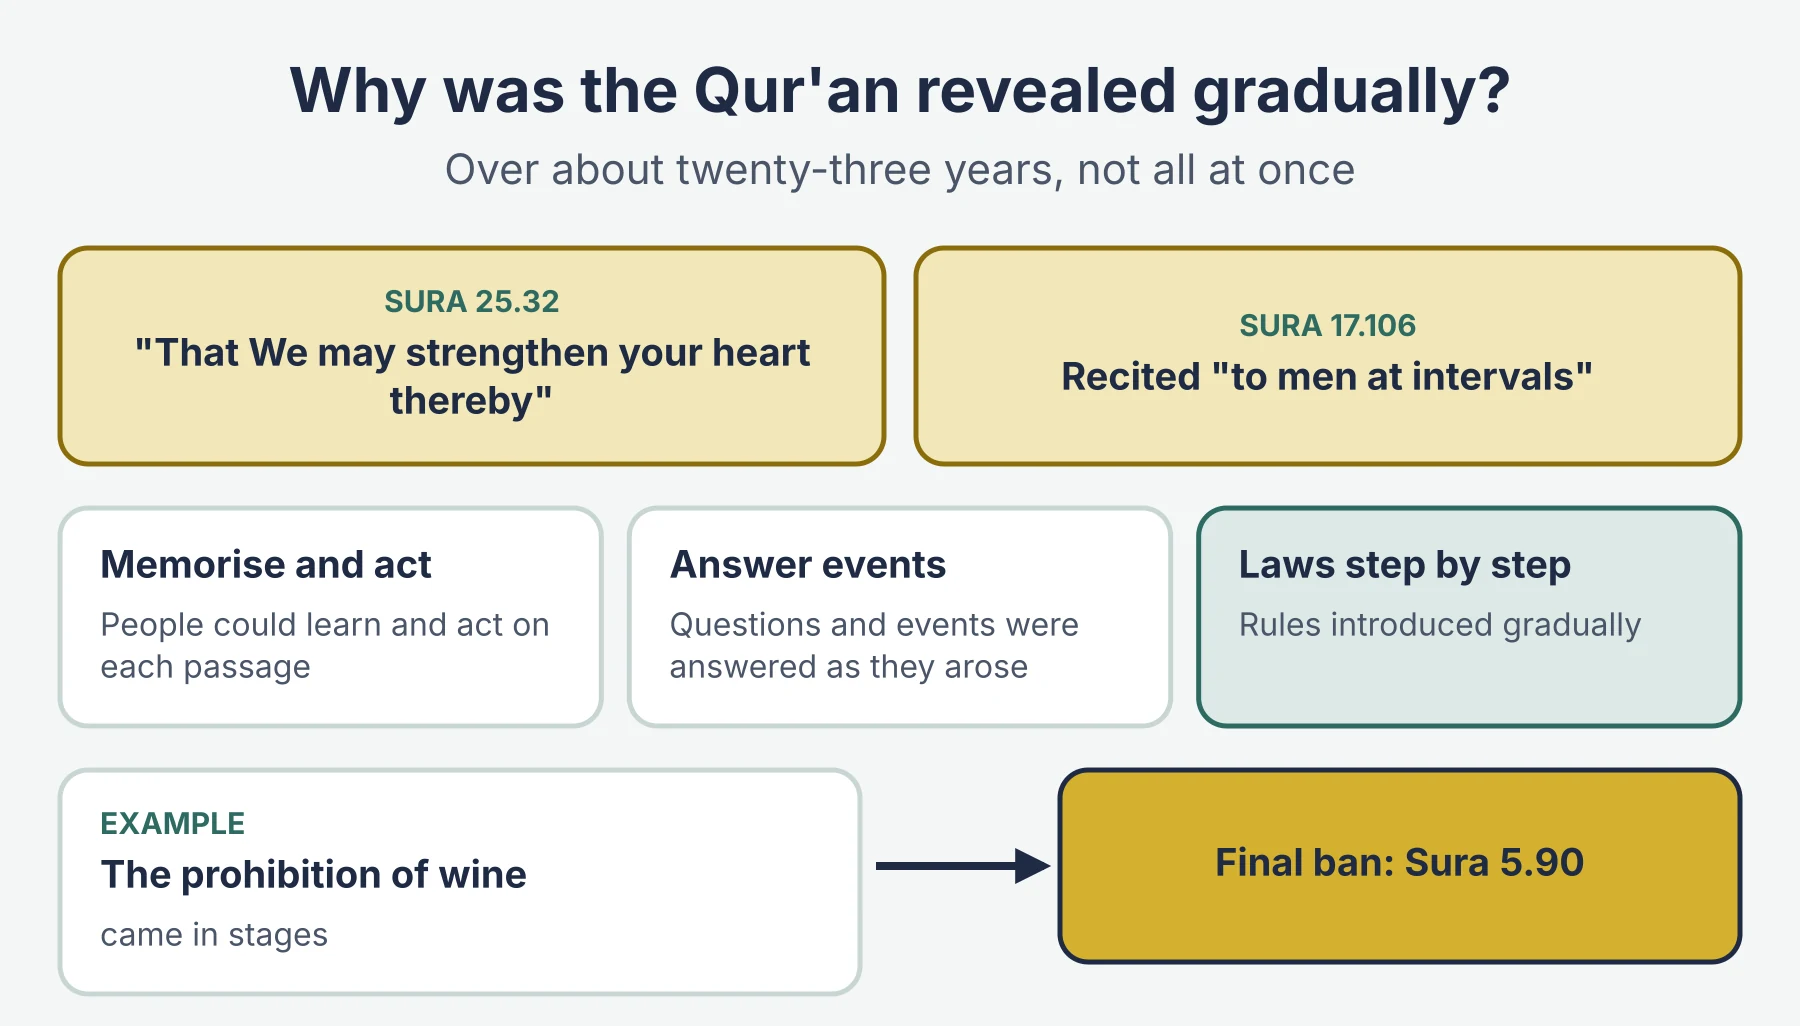 Why was the Qur'an revealed gradually?
Over about twenty-three years, not all at once
SURA 25.32
"That We may strengthen your heart
thereby"
SURA 17.106
Recited "to men at intervals"
Memorise and act
People could learn and act on
each passage
Answer events
Questions and events were
answered as they arose
Laws step by step
Rules introduced gradually
EXAMPLE
The prohibition of wine
came in stages
Final ban: Sura 5.90